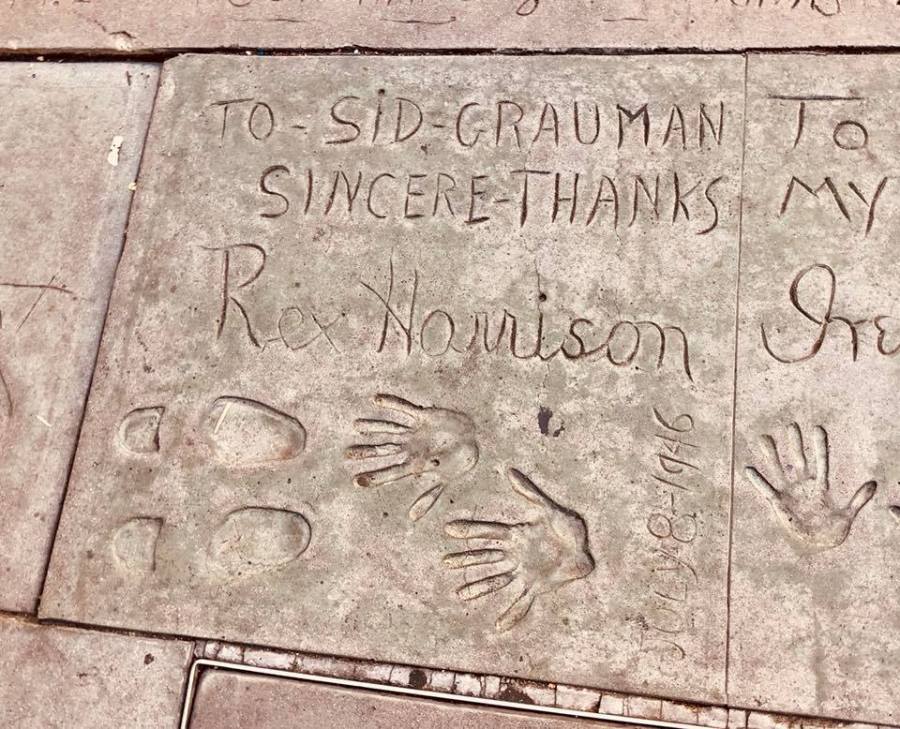 TO-SID-GRAUMAN
SINCERE-THANKS
Rex Harrison
JULY 8-1946
To
MY